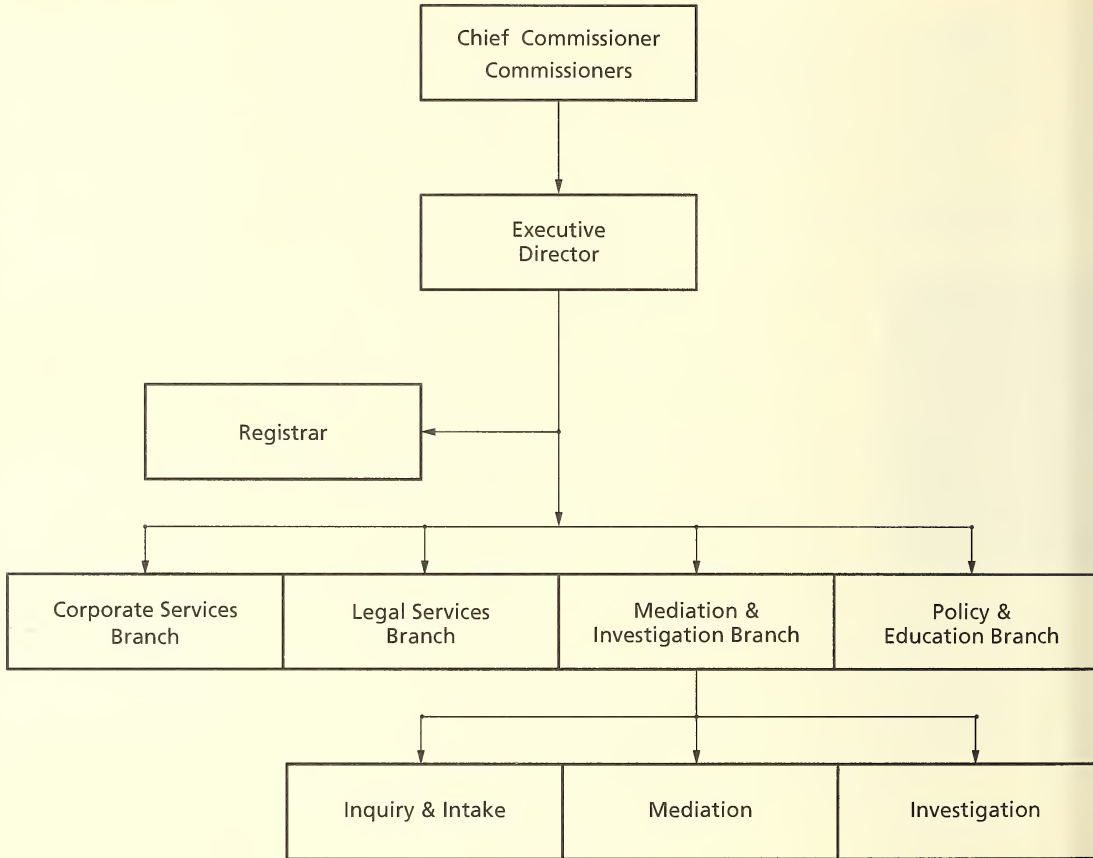 Chief Commissioner
Commissioners
Executive
Director
Registrar
Corporate Services
Branch
Legal Services
Branch
Mediation &
Investigation Branch
Policy &
Education Branch
Inquiry & Intake
Mediation
Investigation